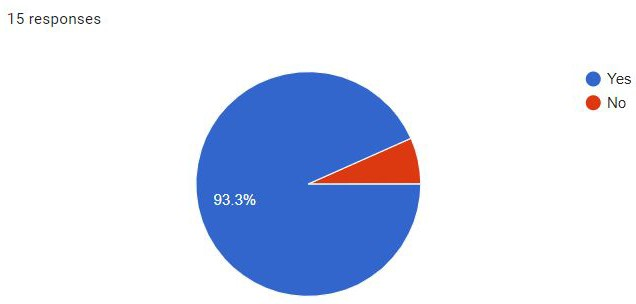 15 responses
Yes
No
93.3%